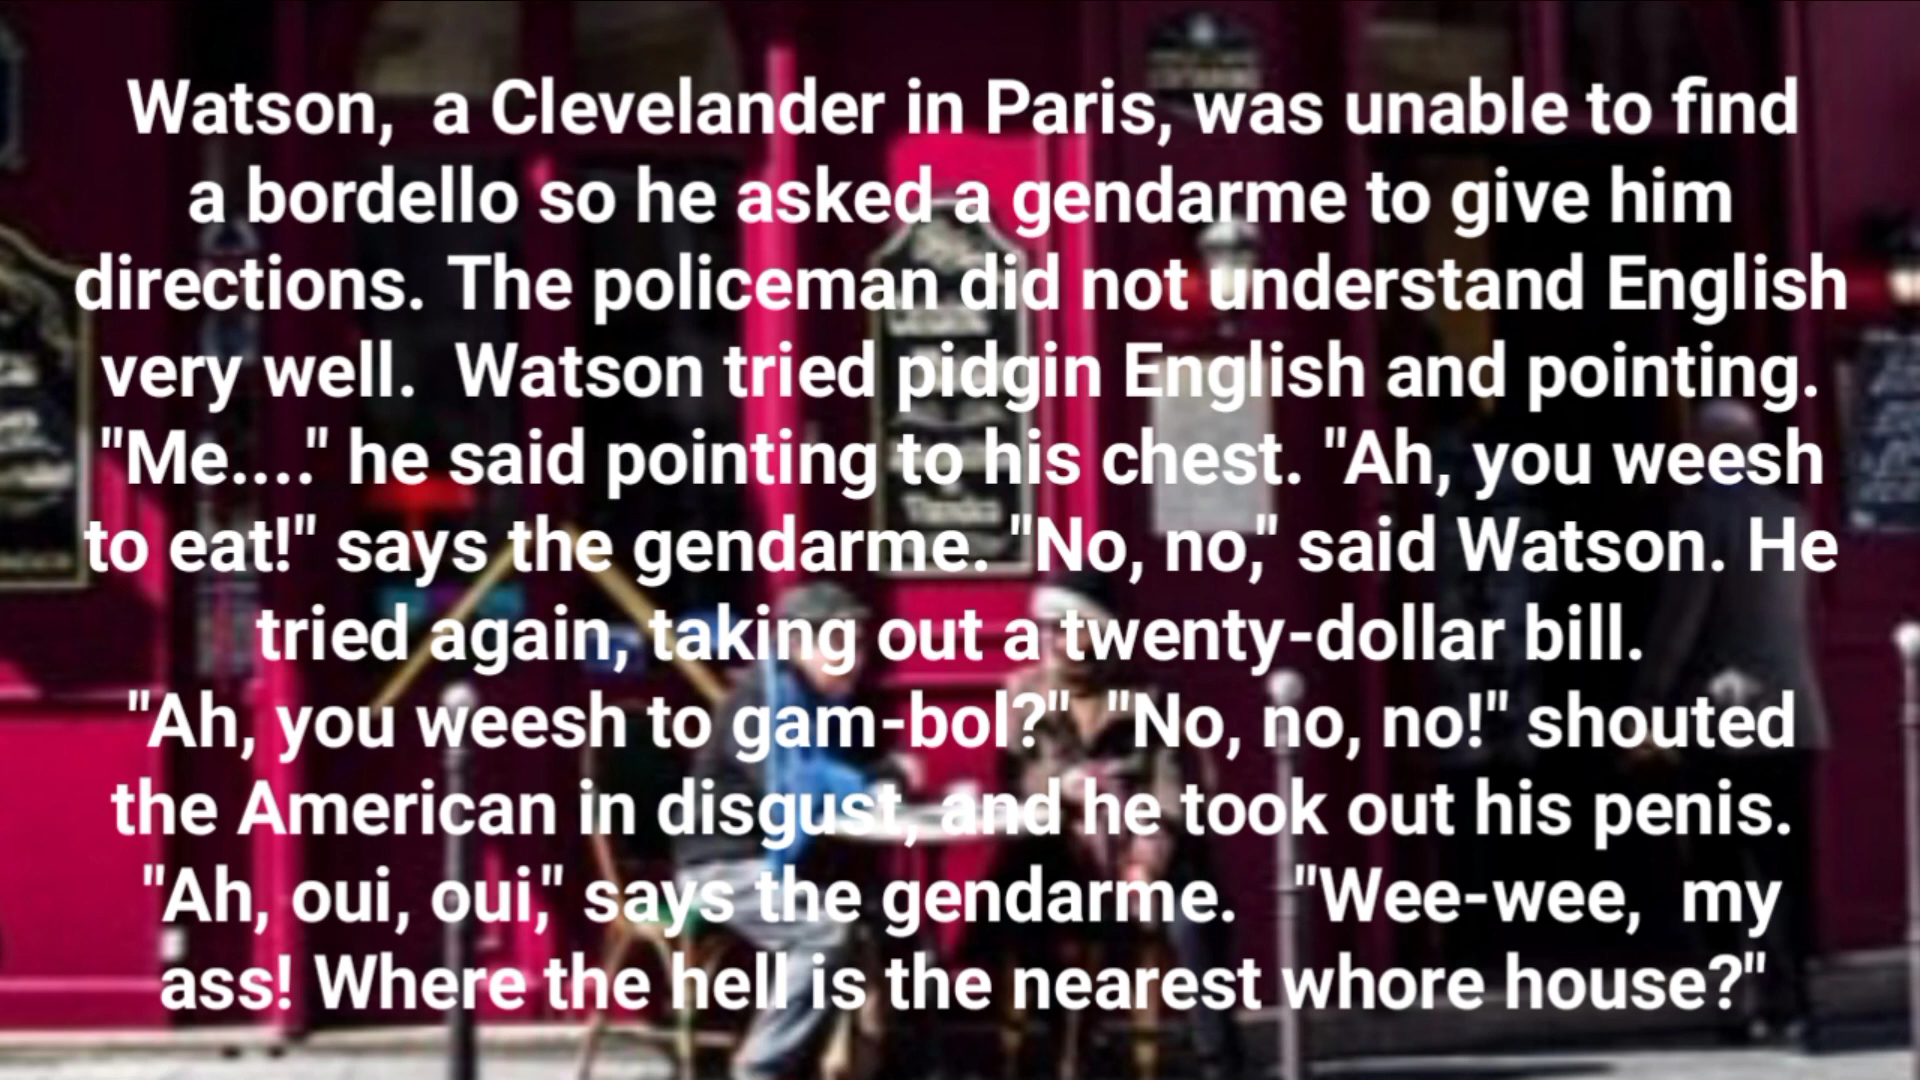 Watson,  a Clevelander in Paris, was unable to find
a bordello so he asked a gendarme to give him
directions. The policeman did not understand English
very well.  Watson tried pidgin English and pointing.
"Me...." he said pointing to his chest. "Ah, you weesh
to eat!" says the gendarme. "No, no," said Watson. He
tried again, taking out a twenty-dollar bill.
"Ah, you weesh to gam-bol?"  "No, no, no!" shouted
the American in disgust, and he took out his penis.
"Ah, oui, oui," says the gendarme.   "Wee-wee,  my
ass! Where the hell is the nearest whore house?"